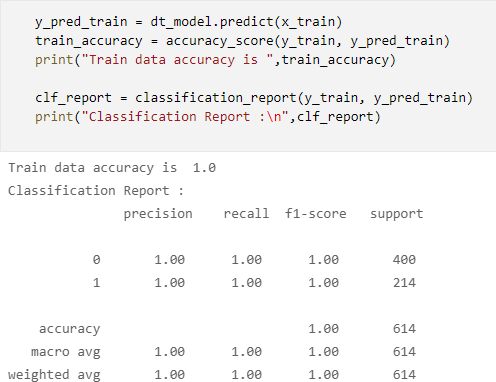 y_pred_train = dt_model.predict(x_train)
train_accuracy = accuracy_score(y_train, y_pred_train)
print("Train data accuracy is ",train_accuracy)
clf_report = classification_report(y_train, y_pred_train)
print("Classification Report :\n",clf_report)
Train data accuracy is  1.0
Classification Report :
precision    recall  f1-score   support
0       1.00      1.00      1.00       400
1       1.00      1.00      1.00       214
accuracy                           1.00       614
macro avg       1.00      1.00      1.00       614
weighted avg       1.00      1.00      1.00       614